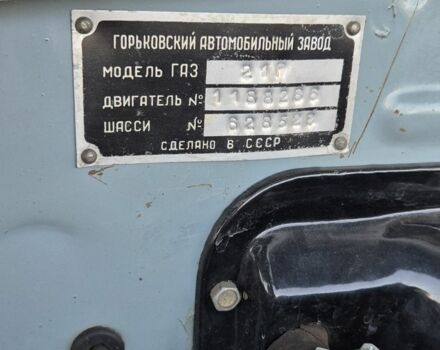 ГОРЬКОВСКИЙ АВТОМОБИЛЬНЫЙ ЗАВОД
МОДЕЛЬ ГАЗ
ДВИГАТЕЛЬ №
ШАССИ №
СДЕЛАНО В СССР